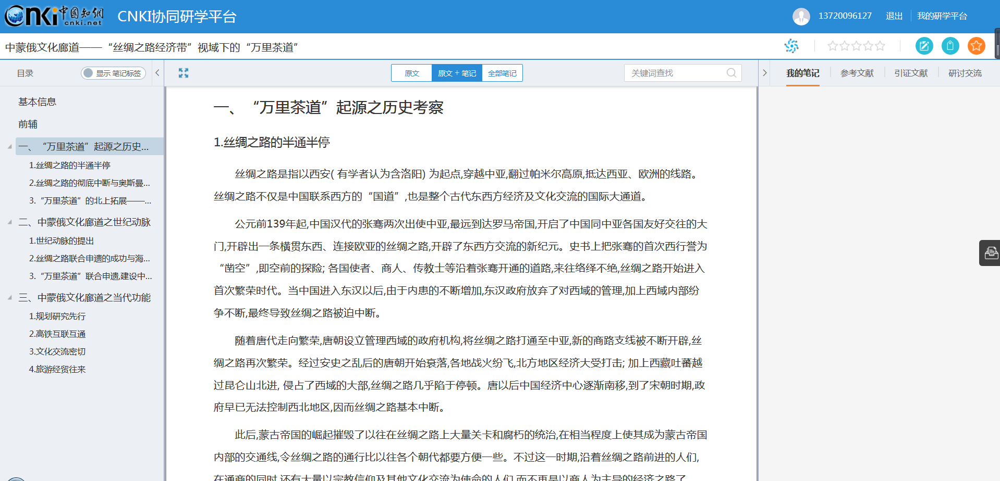 CNKI中国知網 cnki.net
CNKI协同研学平台
13720096127 退出 我的研学平台
中蒙俄文化廊道——“丝绸之路经济带”视域下的“万里茶道”
目录 显示 笔记标签
原文 原文 + 笔记 全部笔记
关键词查找
我的笔记 参考文献 引证文献 研讨交流
基本信息
前辅
一、“万里茶道”起源之历史...
1.丝绸之路的半通半停
2.丝绸之路的彻底中断与奥斯曼...
3.“万里茶道”的北上拓展——...
二、中蒙俄文化廊道之世纪动脉
1.世纪动脉的提出
2.丝绸之路联合申遗的成功与海...
3.“万里茶道”联合申遗,建设中...
三、中蒙俄文化廊道之当代功能
1.规划研究先行
2.高铁互联互通
3.文化交流密切
4.旅游经贸往来
一、“万里茶道”起源之历史考察
1.丝绸之路的半通半停
丝绸之路是指以西安( 有学者认为含洛阳) 为起点,穿越中亚,翻过帕米尔高原,抵达西亚、欧洲的线路。
丝绸之路不仅是中国联系西方的“国道”,也是整个古代东西方经济及文化交流的国际大通道。
公元前139年起,中国汉代的张骞两次出使中亚,最远到达罗马帝国,开启了中国同中亚各国友好交往的大
门,开辟出一条横贯东西、连接欧亚的丝绸之路,开辟了东西方交流的新纪元。史书上把张骞的首次西行誉为
“凿空”,即空前的探险; 各国使者、商人、传教士等沿着张骞开通的道路,来往络绎不绝,丝绸之路开始进入
首次繁荣时代。当中国进入东汉以后,由于内患的不断增加,东汉政府放弃了对西域的管理,加上西域内部纷
争不断,最终导致丝绸之路被迫中断。
随着唐代走向繁荣,唐朝设立管理西域的政府机构,将丝绸之路打通至中亚,新的商路支线被不断开辟,丝
绸之路再次繁荣。经过安史之乱后的唐朝开始衰落,各地战火纷飞,北方地区经济大受打击; 加上西藏吐蕃越
过昆仑山北进, 侵占了西域的大部,丝绸之路几乎陷于停顿。唐以后中国经济中心逐渐南移,到了宋朝时期,政
府早已无法控制西北地区,因而丝绸之路基本中断。
此后,蒙古帝国的崛起摧毁了以往在丝绸之路上大量关卡和腐朽的统治,在相当程度上使其成为蒙古帝国
内部的交通线,令丝绸之路的通行比以往各个朝代都要方便一些。不过这一时期,沿着丝绸之路前进的人们,
在通商的同时,还有大量以宗教信仰及其他文化交流为使命的人们,而不再是以商人为主导的经济之路了